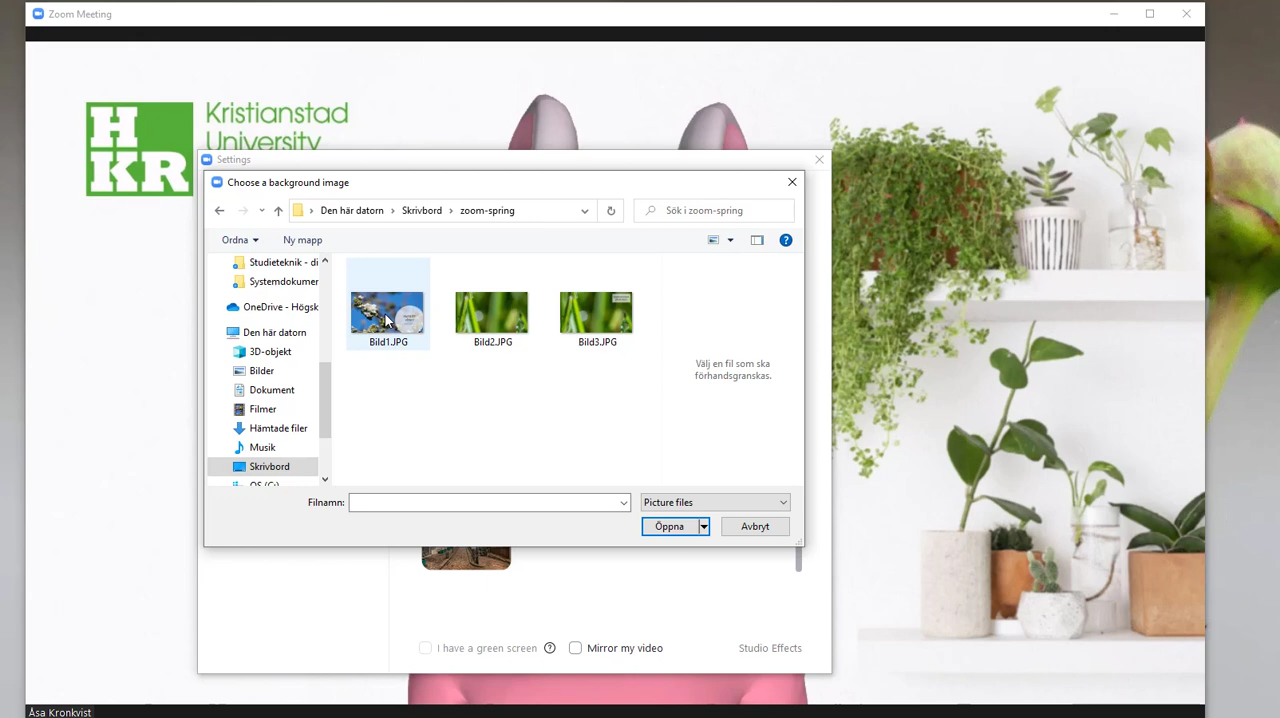 Zoom Meeting
H
KR
Kristianstad
University
Settings
Choose a background image
Den här datorn
Skrivbord
zoom-spring
Sök i zoom-spring
Ordna
Ny mapp
Studieteknik - di
Systemdokumer
OneDrive - Högsk
Den här datorn
3D-objekt
Bilder
Dokument
Filmer
Hämtade filer
Musik
Skrivbord
OS (C:)
Bild1.JPG
Bild2.JPG
Bild3.JPG
Välj en fil som ska
förhandsgranskas.
Filnamn:
Picture files
Öppna
Avbryt
I have a green screen
Mirror my video
Studio Effects
Åsa Kronkvist